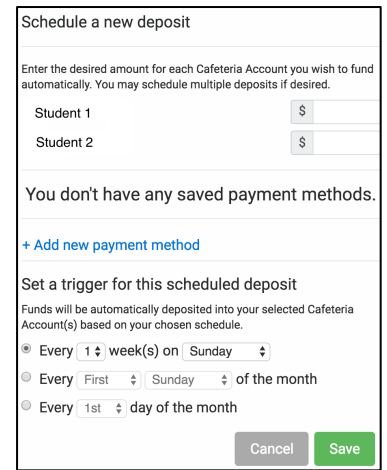 Schedule a new deposit
Enter the desired amount for each Cafeteria Account you wish to fund
automatically. You may schedule multiple deposits if desired.
Student 1 $
Student 2 $
You don't have any saved payment methods.
+ Add new payment method
Set a trigger for this scheduled deposit
Funds will be automatically deposited into your selected Cafeteria
Account(s) based on your chosen schedule.
Every 1 week(s) on Sunday
Every First Sunday of the month
Every 1st day of the month
Cancel Save